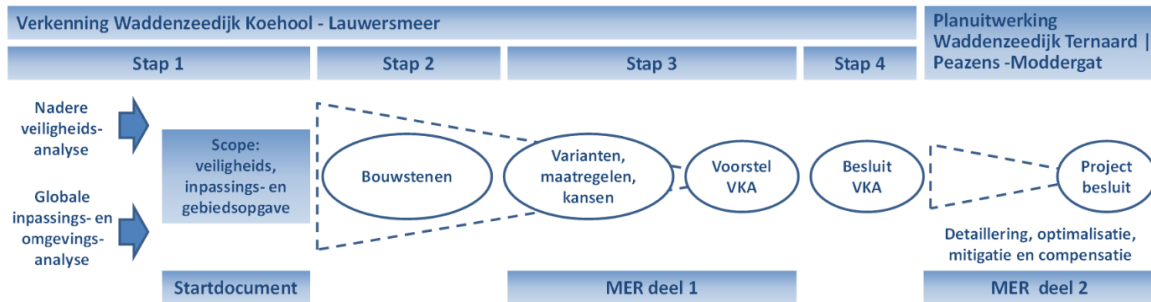 Verkenning Waddenzeedijk Koehool - Lauwersmeer
Planuitwerking
Waddenzeedijk Ternaard |
Peazens -Moddergat
Stap 1
Stap 2
Stap 3
Stap 4
Nadere
veiligheids-
analyse
Globale
inpassings- en
omgevings-
analyse
Scope:
veiligheids,
inpassings- en
gebiedsopgave
Bouwstenen
Varianten,
maatregelen,
kansen
Voorstel
VKA
Besluit
VKA
Project
besluit
Detaillering, optimalisatie,
mitigatie en compensatie
Startdocument
MER deel 1
MER deel 2